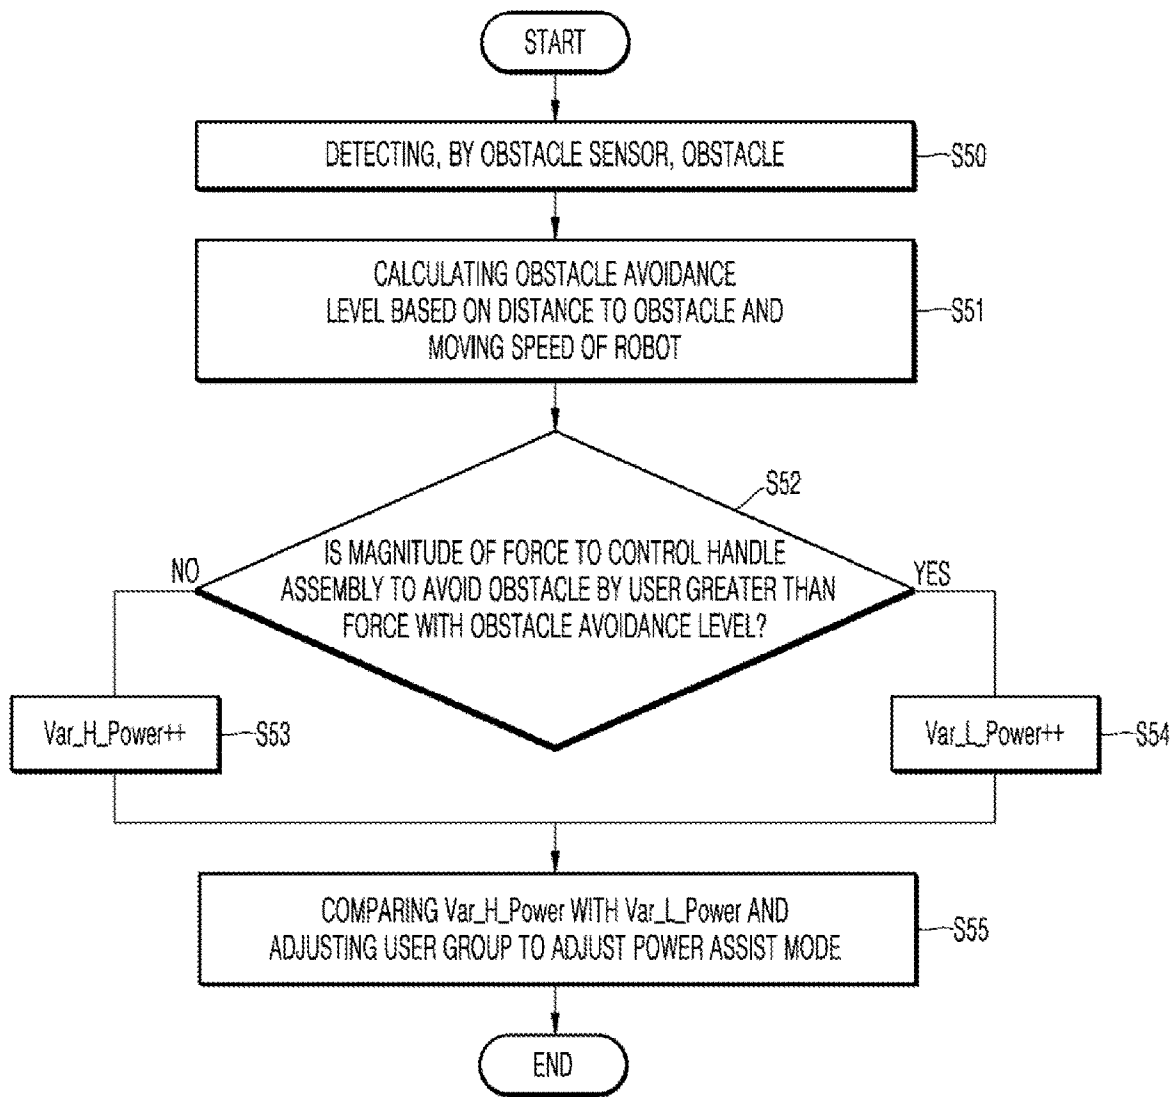 START
DETECTING, BY OBSTACLE SENSOR, OBSTACLE
S50
CALCULATING OBSTACLE AVOIDANCE
LEVEL BASED ON DISTANCE TO OBSTACLE AND
MOVING SPEED OF ROBOT
S51
S52
IS MAGNITUDE OF FORCE TO CONTROL HANDLE
ASSEMBLY TO AVOID OBSTACLE BY USER GREATER THAN
FORCE WITH OBSTACLE AVOIDANCE LEVEL?
NO
YES
Var_H_Power++
S53
Var_L_Power++
S54
COMPARING Var_H_Power WITH Var_L_Power AND
ADJUSTING USER GROUP TO ADJUST POWER ASSIST MODE
S55
END